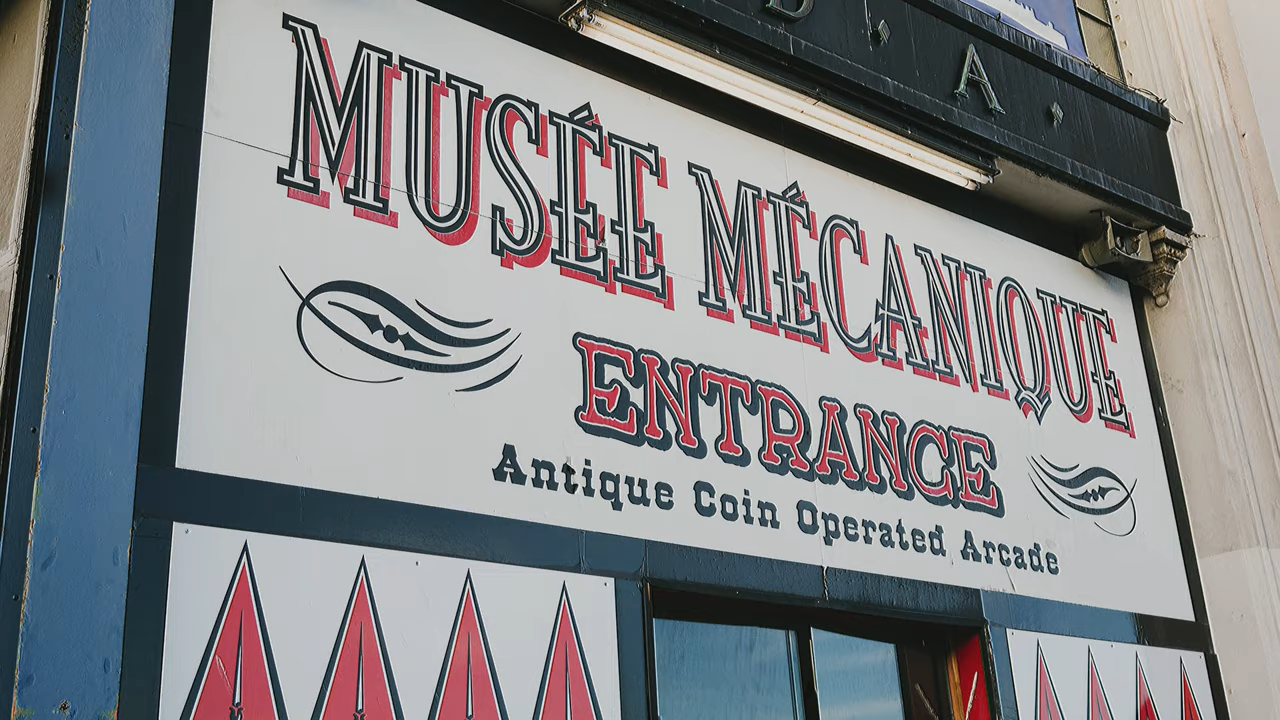 D ⬥ A ⬥
MUSÉE MÉCANIQUE
ENTRANCE
Antique Coin Operated Arcade